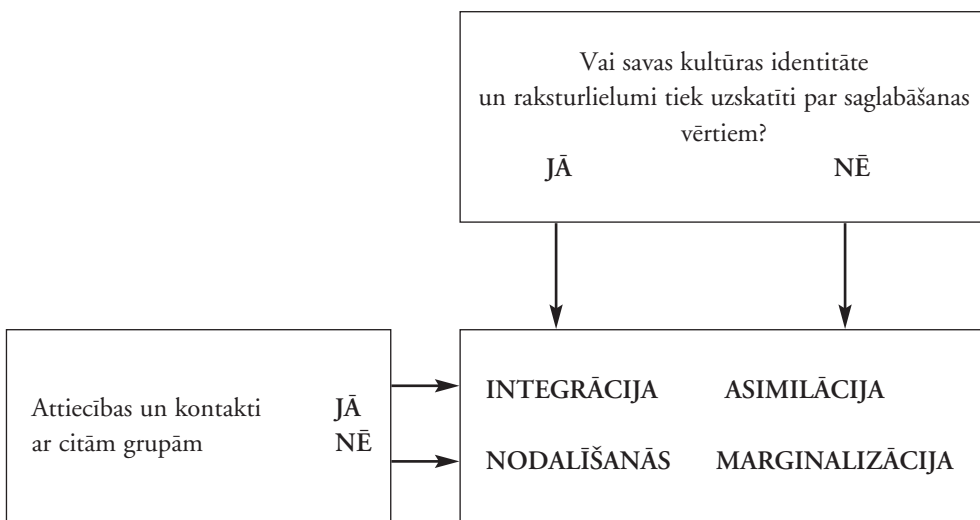 Vai savas kultūras identitāte
un raksturlielumi tiek uzskatīti par saglabāšanas
vērtiem?
JĀ NĒ
Attiecības un kontakti JĀ
ar citām grupām NĒ
INTEGRĀCIJA ASIMILĀCIJA
NODALĪŠANĀS MARGINALIZĀCIJA